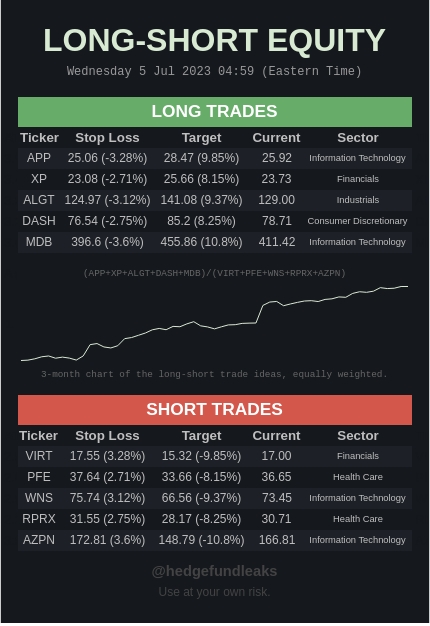 LONG-SHORT EQUITY
Wednesday 5 Jul 2023 04:59 (Eastern Time)
LONG TRADES
Ticker Stop Loss Target Current Sector
APP 25.06 (-3.28%) 28.47 (9.85%) 25.92 Information Technology
XP 23.08 (-2.71%) 25.66 (8.15%) 23.73 Financials
ALGT 124.97 (-3.12%) 141.08 (9.37%) 129.00 Industrials
DASH 76.54 (-2.75%) 85.2 (8.25%) 78.71 Consumer Discretionary
MDB 396.6 (-3.6%) 455.86 (10.8%) 411.42 Information Technology
(APP+XP+ALGT+DASH+MDB)/(VIRT+PFE+WNS+RPRX+AZPN)
3-month chart of the long-short trade ideas, equally weighted.
SHORT TRADES
Ticker Stop Loss Target Current Sector
VIRT 17.55 (3.28%) 15.32 (-9.85%) 17.00 Financials
PFE 37.64 (2.71%) 33.66 (-8.15%) 36.65 Health Care
WNS 75.74 (3.12%) 66.56 (-9.37%) 73.45 Information Technology
RPRX 31.55 (2.75%) 28.17 (-8.25%) 30.71 Health Care
AZPN 172.81 (3.6%) 148.79 (-10.8%) 166.81 Information Technology
@hedgefundleaks
Use at your own risk.